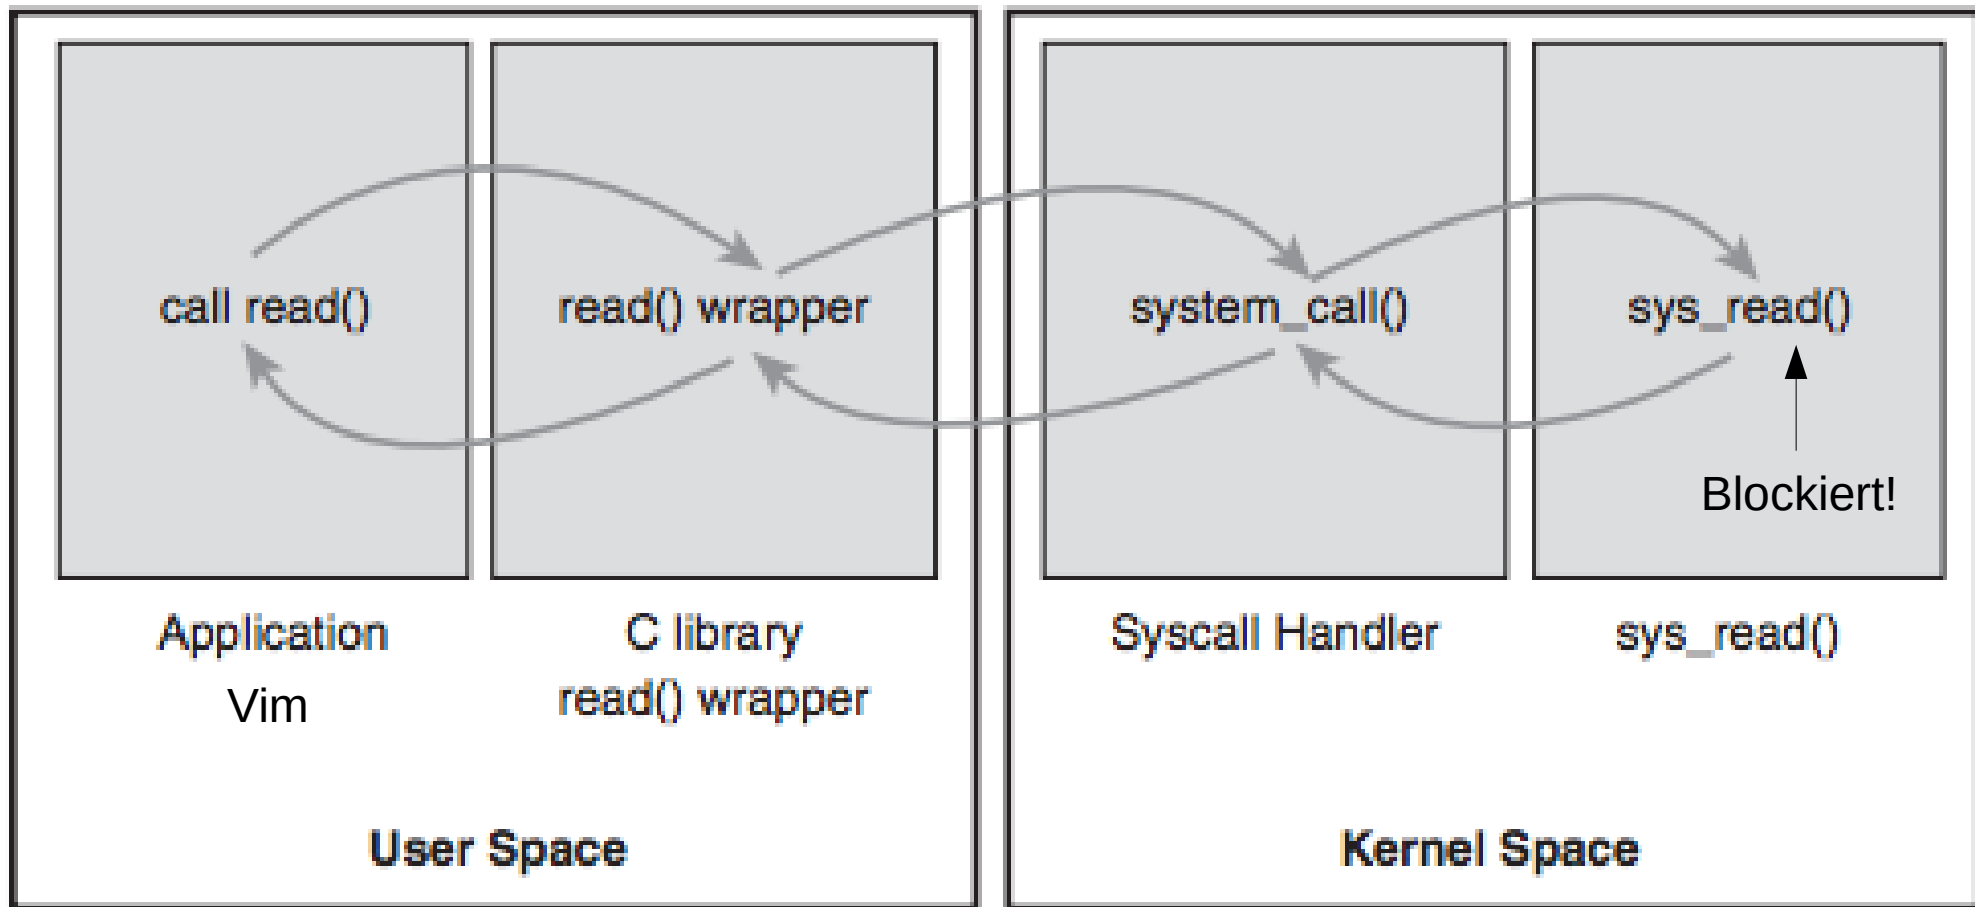 call read()
read() wrapper
system_call()
sys_read()
Blockiert!
Application
Vim
C library
read() wrapper
Syscall Handler
sys_read()
User Space
Kernel Space